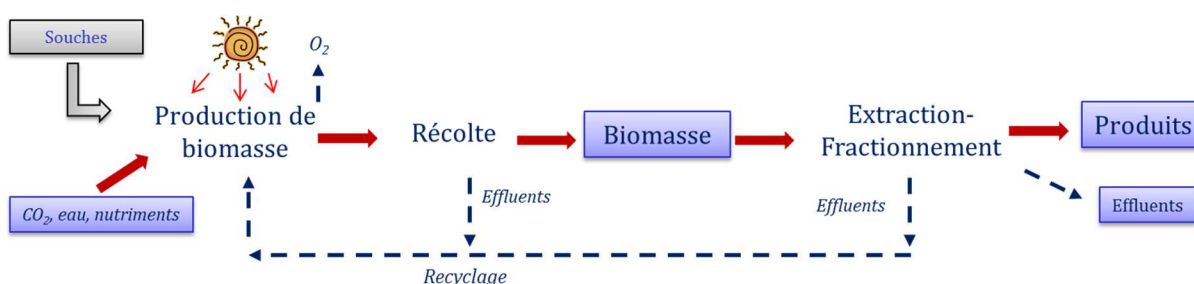 Souches
O₂
Production de
biomasse
Récolte
Biomasse
Extraction-
Fractionnement
Produits
CO₂, eau, nutriments
Effluents
Effluents
Effluents
Recyclage